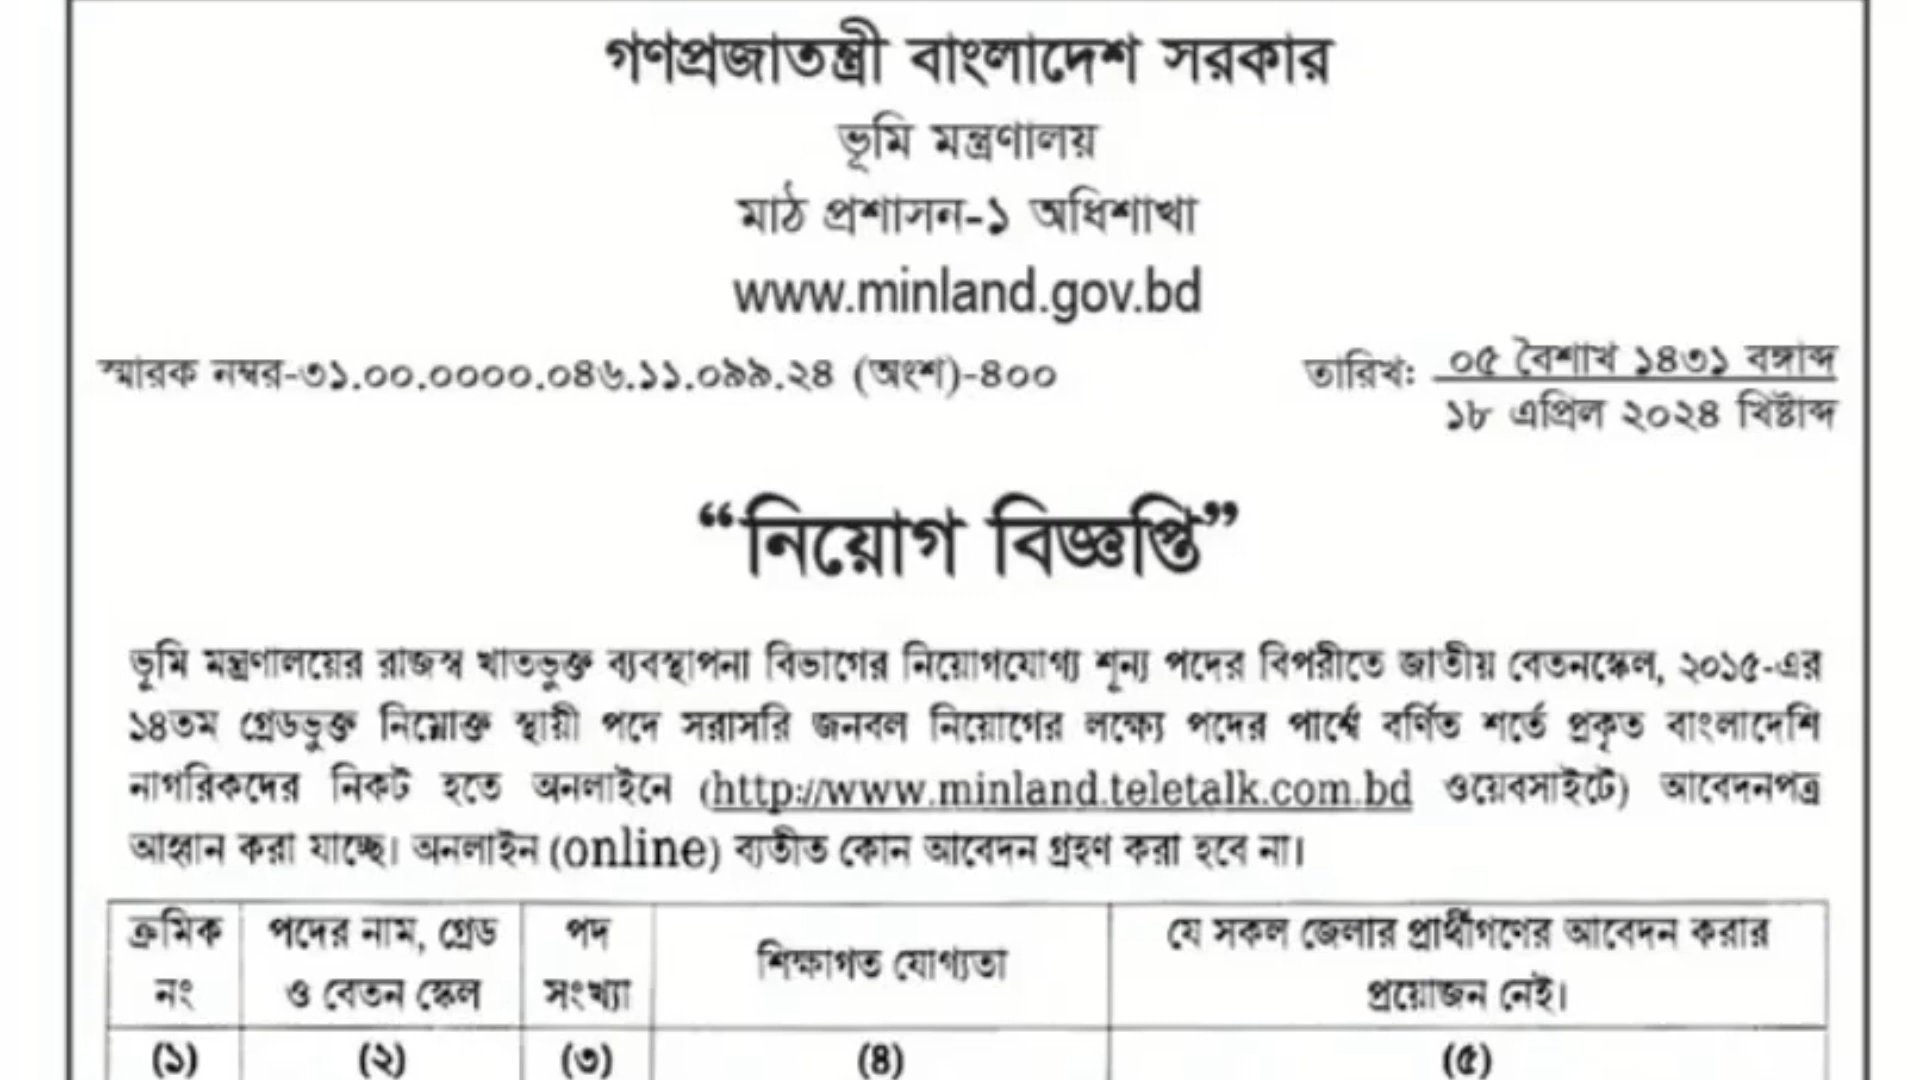 গণপ্রজাতন্ত্রী বাংলাদেশ সরকার
ভূমি মন্ত্রণালয়
মাঠ প্রশাসন-১ অধিশাখা
www.minland.gov.bd
স্মারক নম্বর-৩১.০০.০০০০.০৪৬.১১.০৯৯.২৪ (অংশ)-৪০০ তারিখঃ ০৫ বৈশাখ ১৪৩১ বঙ্গাব্দ
১৮ এপ্রিল ২০২৪ খিষ্টাব্দ
“নিয়োগ বিজ্ঞপ্তি”
ভূমি মন্ত্রণালয়ের রাজস্ব খাতভুক্ত ব্যবস্থাপনা বিভাগের নিয়োগযোগ্য শূন্য পদের বিপরীতে জাতীয় বেতনস্কেল, ২০১৫-এর
১৪তম গ্রেডভুক্ত নিম্নোক্ত স্থায়ী পদে সরাসরি জনবল নিয়োগের লক্ষ্যে পদের পার্শ্বে বর্ণিত শর্তে প্রকৃত বাংলাদেশি
নাগরিকদের নিকট হতে অনলাইনে (http://www.minland.teletalk.com.bd ওয়েবসাইটে) আবেদনপত্র
আহ্বান করা যাচ্ছে। অনলাইন (online) ব্যতীত কোন আবেদন গ্রহণ করা হবে না।
ক্রমিক নং
পদের নাম, গ্রেড ও বেতন স্কেল
পদ সংখ্যা
শিক্ষাগত যোগ্যতা
যে সকল জেলার প্রার্থীগণের আবেদন করার প্রয়োজন নেই।
(১) (২) (৩) (৪) (৫)